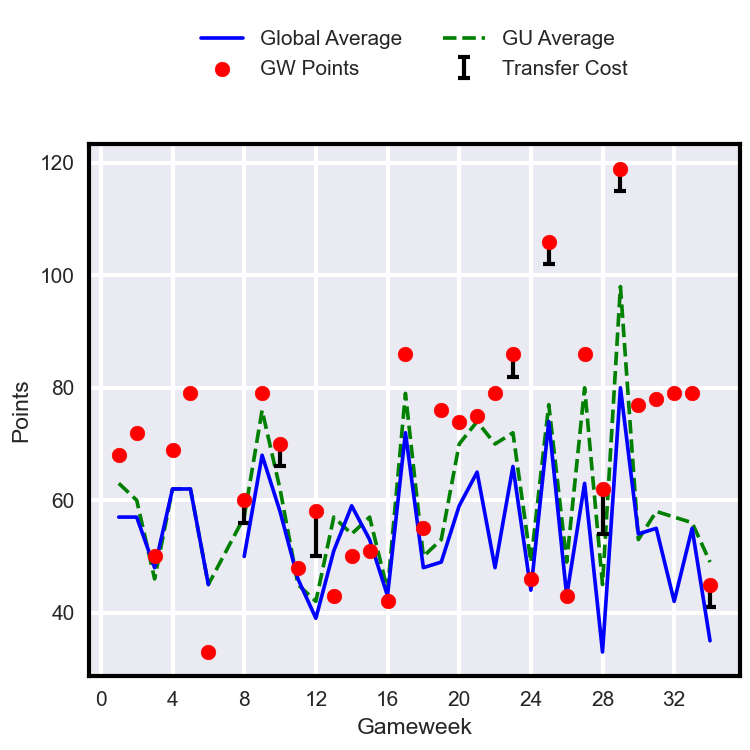 Global Average
GU Average
GW Points
Transfer Cost
120
100
80
60
40
Points
0 4 8 12 16 20 24 28 32
Gameweek